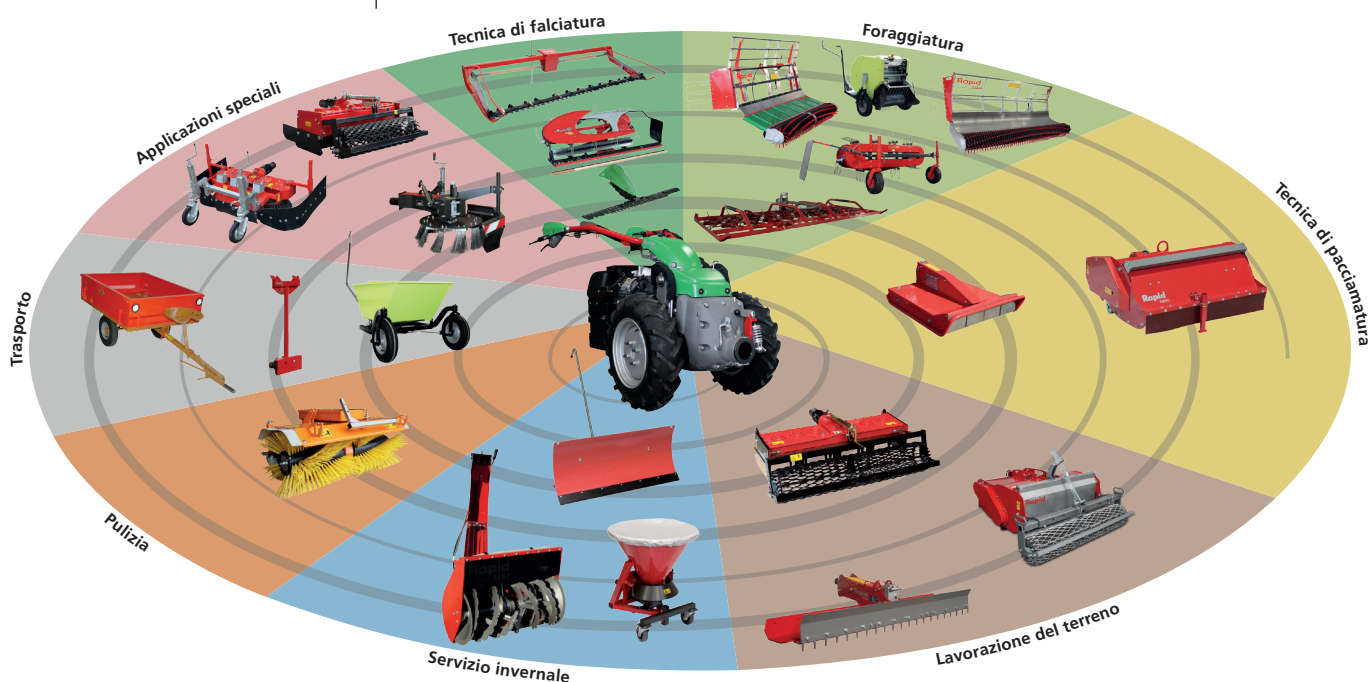 Tecnica di falciatura
Foraggiatura
Applicazioni speciali
Tecnica di pacciamatura
Trasporto
Pulizia
Servizio invernale
Lavorazione del terreno
Rapid
Rapid
Rapid
Rapid